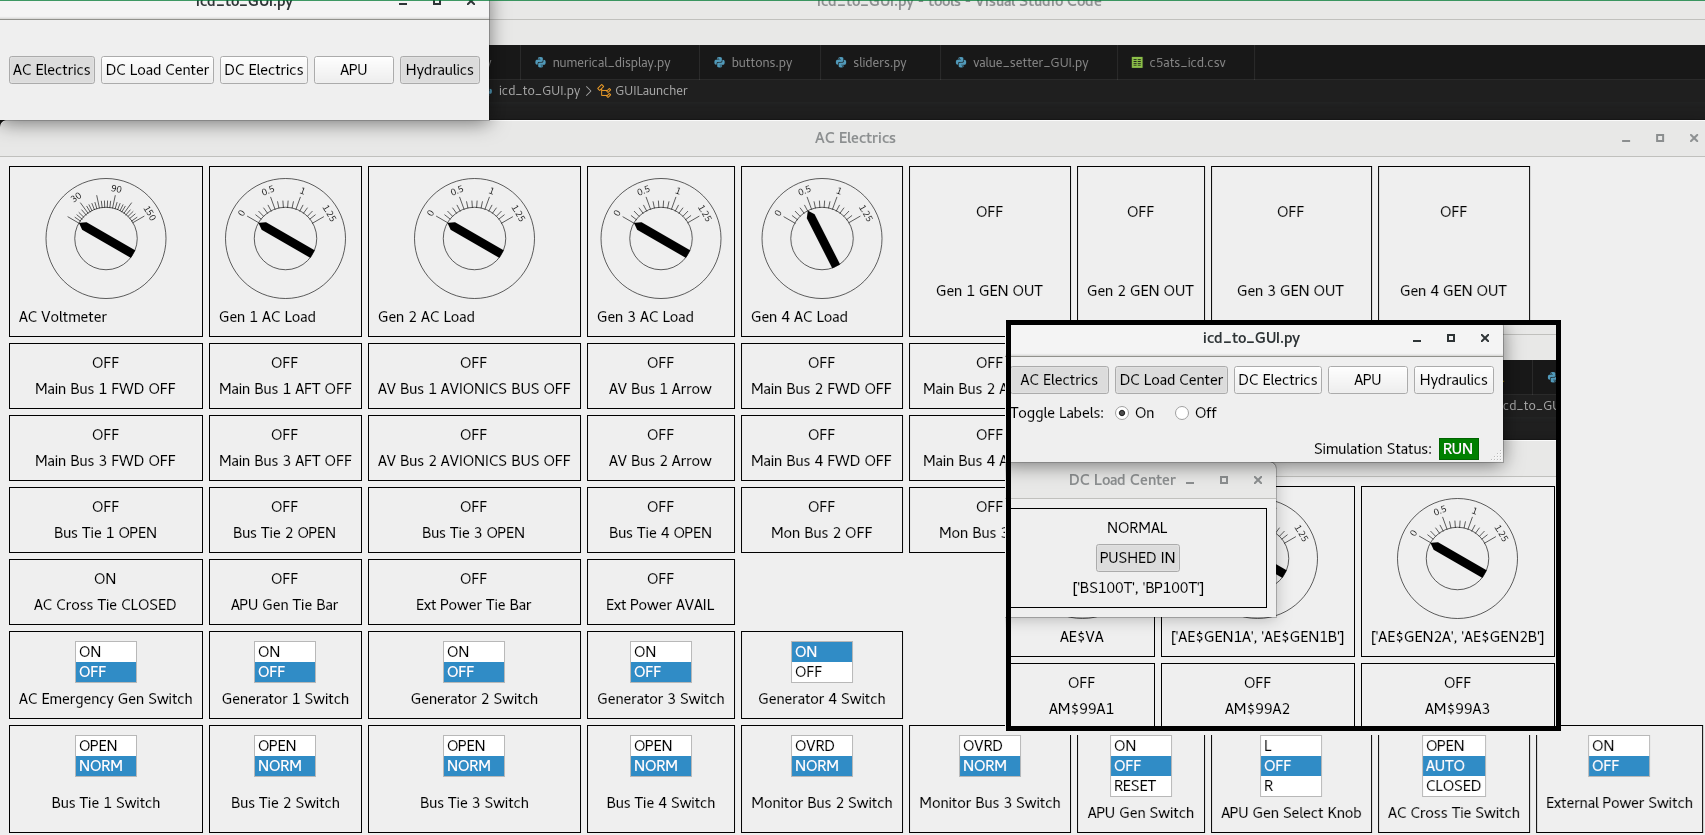 icd_to_GUI.py
icd_to_GUI.py - tools - Visual Studio Code
AC Electrics DC Load Center DC Electrics APU Hydraulics
numerical_display.py buttons.py sliders.py value_setter_GUI.py c5ats_icd.csv
icd_to_GUI.py > GUILauncher
AC Electrics
30 90 150
0 0.5 1 1.25
0 0.5 1 1.25
0 0.5 1 1.25
0 0.5 1 1.25
OFF OFF OFF OFF
Gen 1 GEN OUT Gen 2 GEN OUT Gen 3 GEN OUT Gen 4 GEN OUT
AC Voltmeter Gen 1 AC Load Gen 2 AC Load Gen 3 AC Load Gen 4 AC Load
OFF OFF OFF OFF OFF OFF
Main Bus 1 FWD OFF Main Bus 1 AFT OFF AV Bus 1 AVIONICS BUS OFF AV Bus 1 Arrow Main Bus 2 FWD OFF Main Bus 2 A
OFF OFF OFF OFF OFF OFF
Main Bus 3 FWD OFF Main Bus 3 AFT OFF AV Bus 2 AVIONICS BUS OFF AV Bus 2 Arrow Main Bus 4 FWD OFF Main Bus 4 A
OFF OFF OFF OFF OFF OFF
Bus Tie 1 OPEN Bus Tie 2 OPEN Bus Tie 3 OPEN Bus Tie 4 OPEN Mon Bus 2 OFF Mon Bus 3
ON OFF OFF OFF
AC Cross Tie CLOSED APU Gen Tie Bar Ext Power Tie Bar Ext Power AVAIL
ON ON ON ON ON
OFF OFF OFF OFF OFF
AC Emergency Gen Switch Generator 1 Switch Generator 2 Switch Generator 3 Switch Generator 4 Switch
icd_to_GUI.py
AC Electrics DC Load Center DC Electrics APU Hydraulics
Toggle Labels: On Off
cd_to_GU
Simulation Status: RUN
DC Load Center
NORMAL
PUSHED IN
['BS100T', 'BP100T']
1.25
0 0.5 1 1.25
AE$VA ['AE$GEN1A', 'AE$GEN1B'] ['AE$GEN2A', 'AE$GEN2B']
OFF OFF OFF
AM$99A1 AM$99A2 AM$99A3
OPEN OPEN OPEN OPEN OVRD OVRD ON L OPEN ON
NORM NORM NORM NORM NORM NORM OFF OFF AUTO OFF
RESET R CLOSED
Bus Tie 1 Switch Bus Tie 2 Switch Bus Tie 3 Switch Bus Tie 4 Switch Monitor Bus 2 Switch Monitor Bus 3 Switch APU Gen Switch APU Gen Select Knob AC Cross Tie Switch External Power Switch